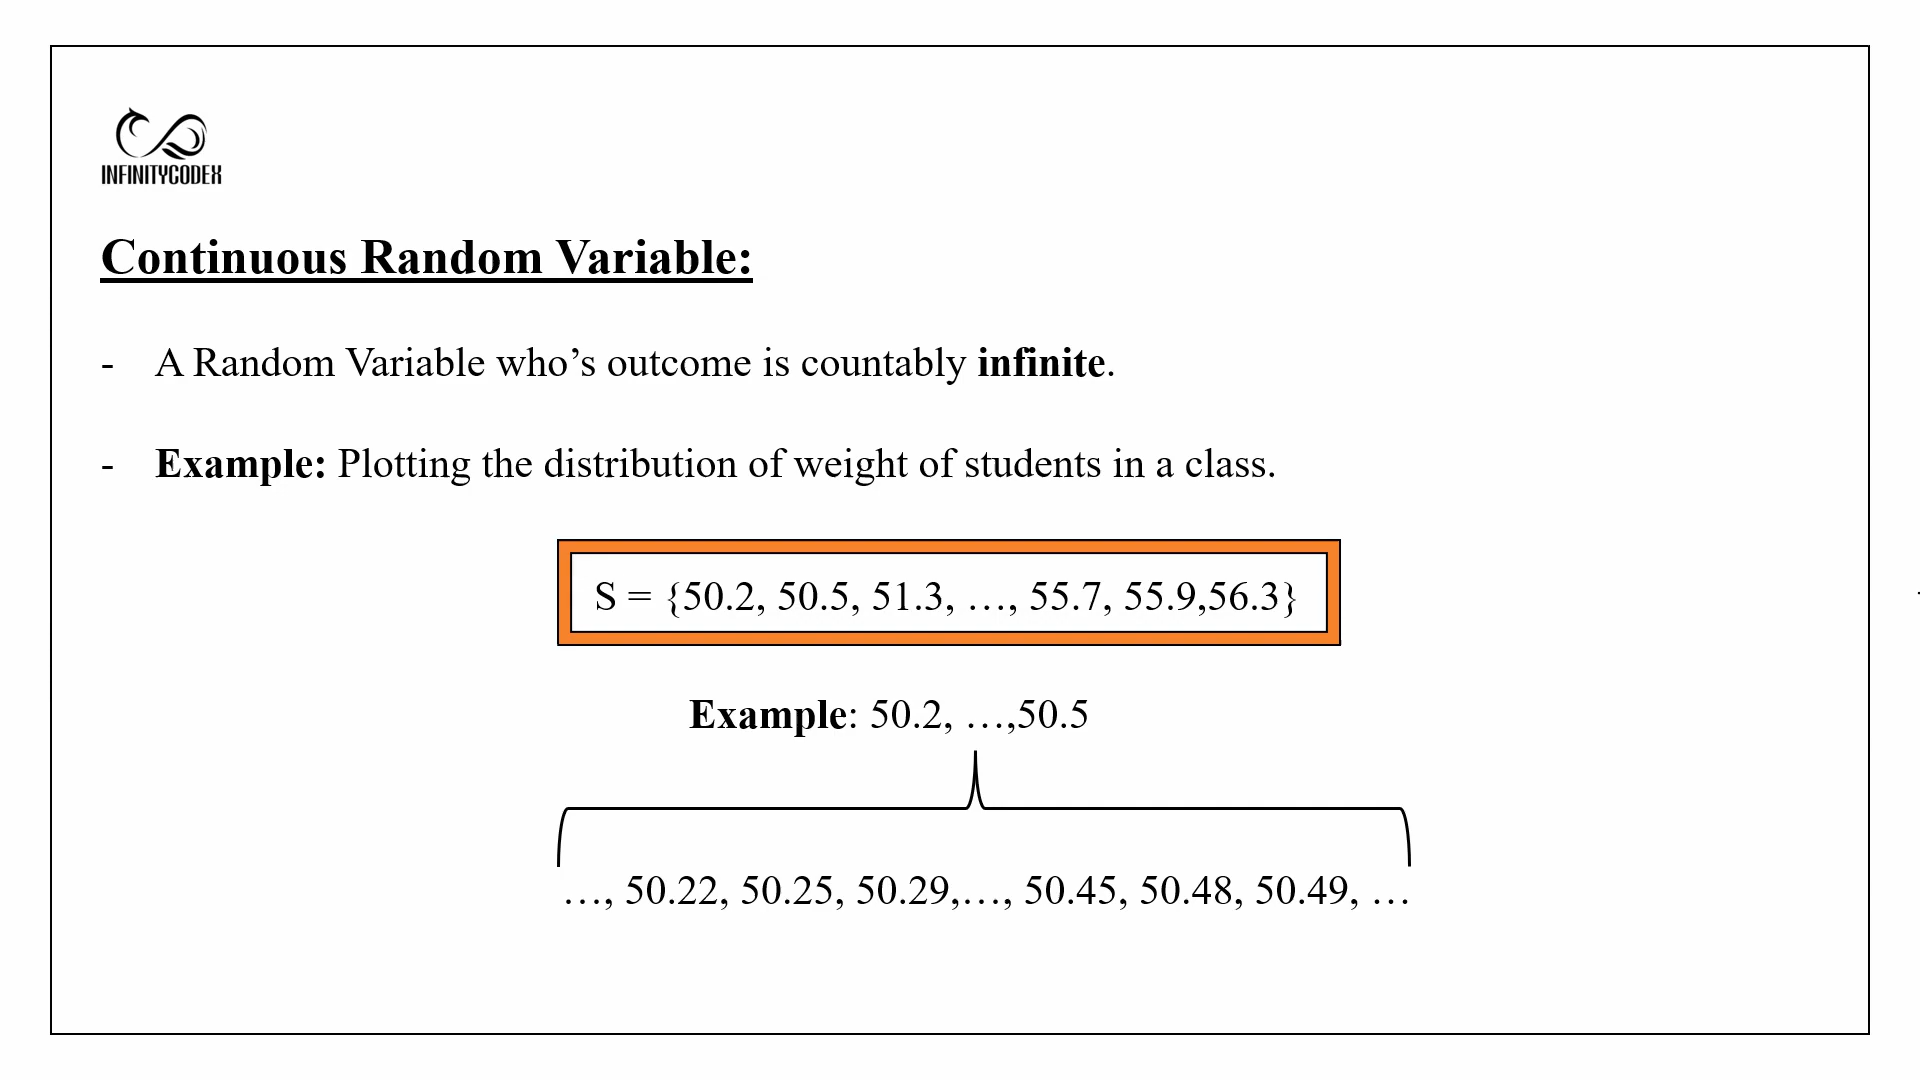 INFINITYCODEX
Continuous Random Variable:
- A Random Variable who’s outcome is countably infinite.
- Example: Plotting the distribution of weight of students in a class.
S = {50.2, 50.5, 51.3, …, 55.7, 55.9,56.3}
Example: 50.2, …,50.5
…, 50.22, 50.25, 50.29,…, 50.45, 50.48, 50.49, …